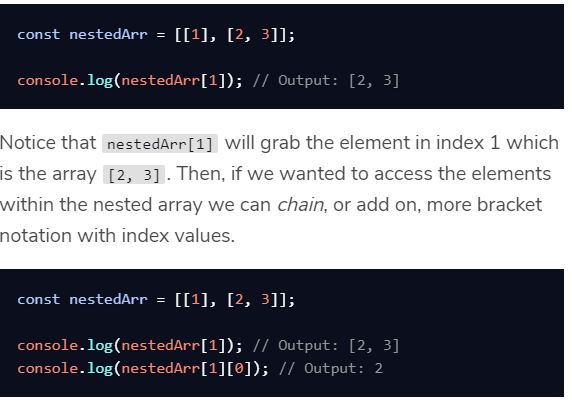 const nestedArr = [[1], [2, 3]];
console.log(nestedArr[1]); // Output: [2, 3]
Notice that nestedArr[1] will grab the element in index 1 which
is the array [2, 3]. Then, if we wanted to access the elements
within the nested array we can chain, or add on, more bracket
notation with index values.
const nestedArr = [[1], [2, 3]];
console.log(nestedArr[1]); // Output: [2, 3]
console.log(nestedArr[1][0]); // Output: 2